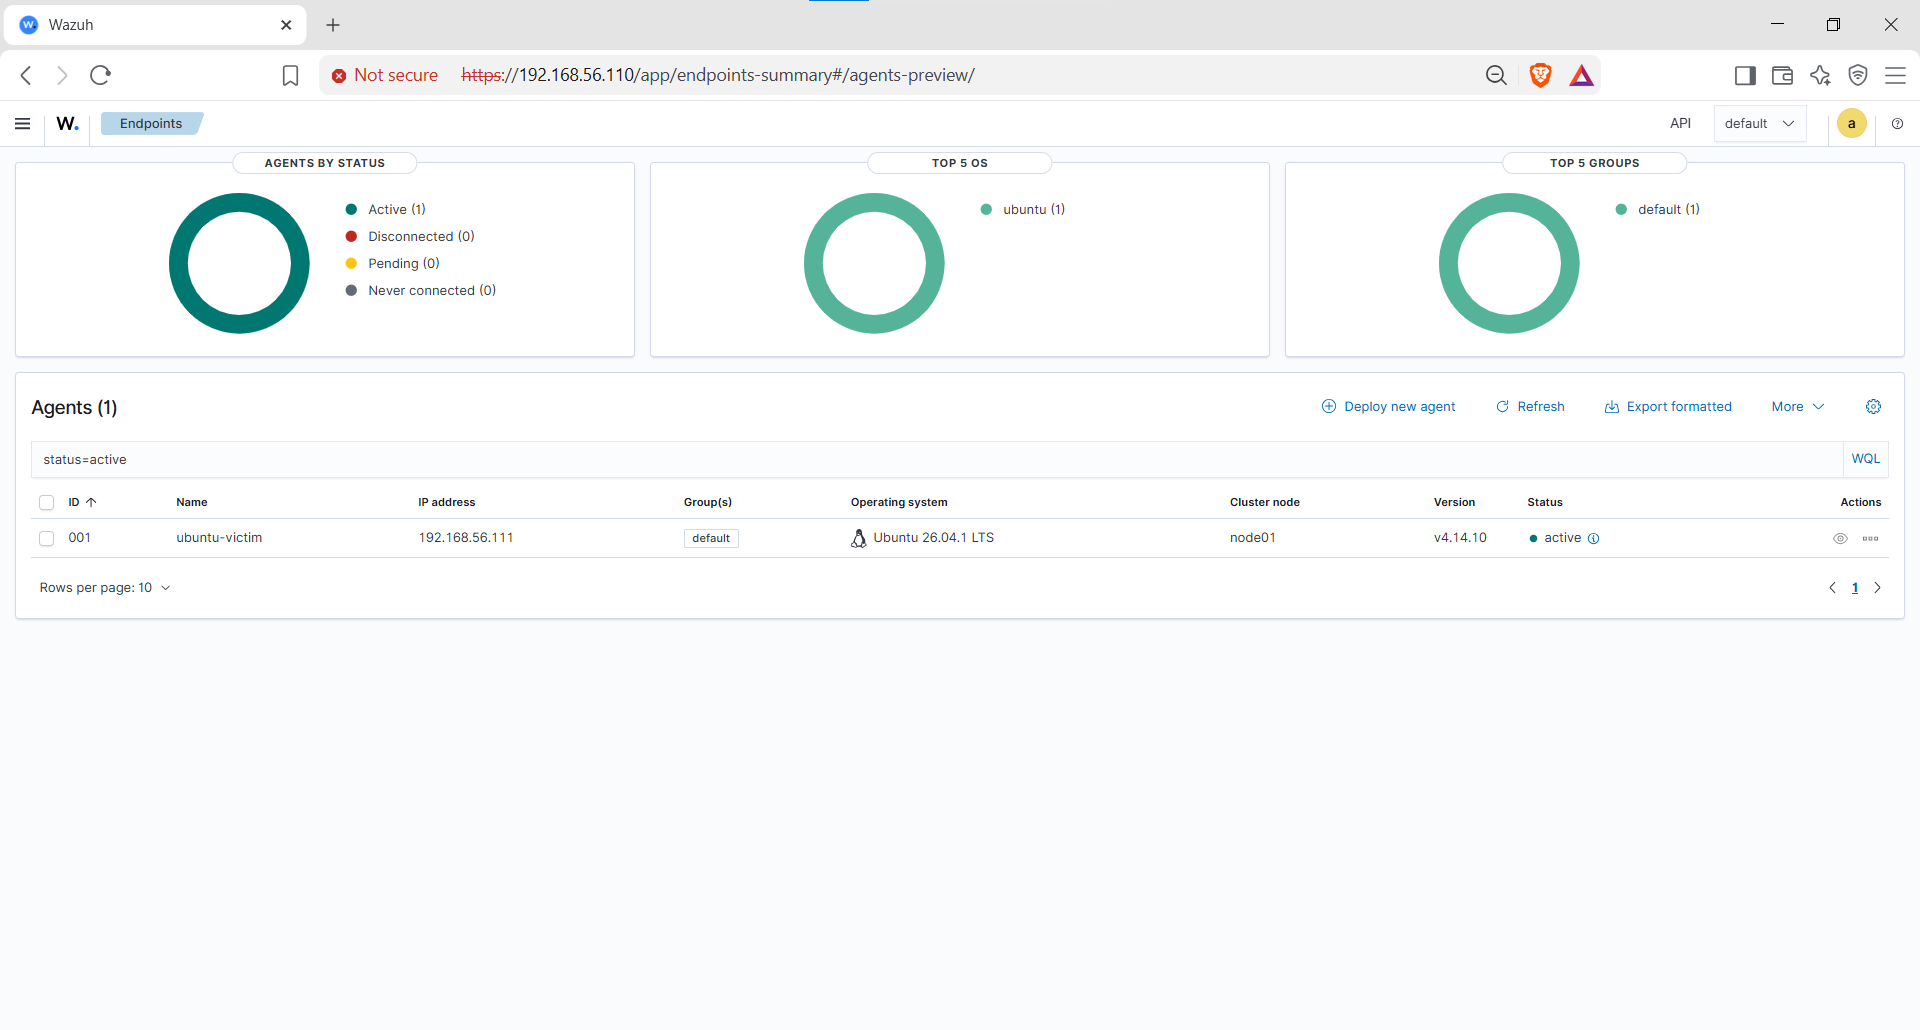 Wazuh
Not secure https://192.168.56.110/app/endpoints-summary#/agents-preview/
W. Endpoints API default a
AGENTS BY STATUS
Active (1)
Disconnected (0)
Pending (0)
Never connected (0)
TOP 5 OS
ubuntu (1)
TOP 5 GROUPS
default (1)
Agents (1) Deploy new agent Refresh Export formatted More
status=active WQL
ID Name IP address Group(s) Operating system Cluster node Version Status Actions
001 ubuntu-victim 192.168.56.111 default Ubuntu 26.04.1 LTS node01 v4.14.10 active
Rows per page: 10 1